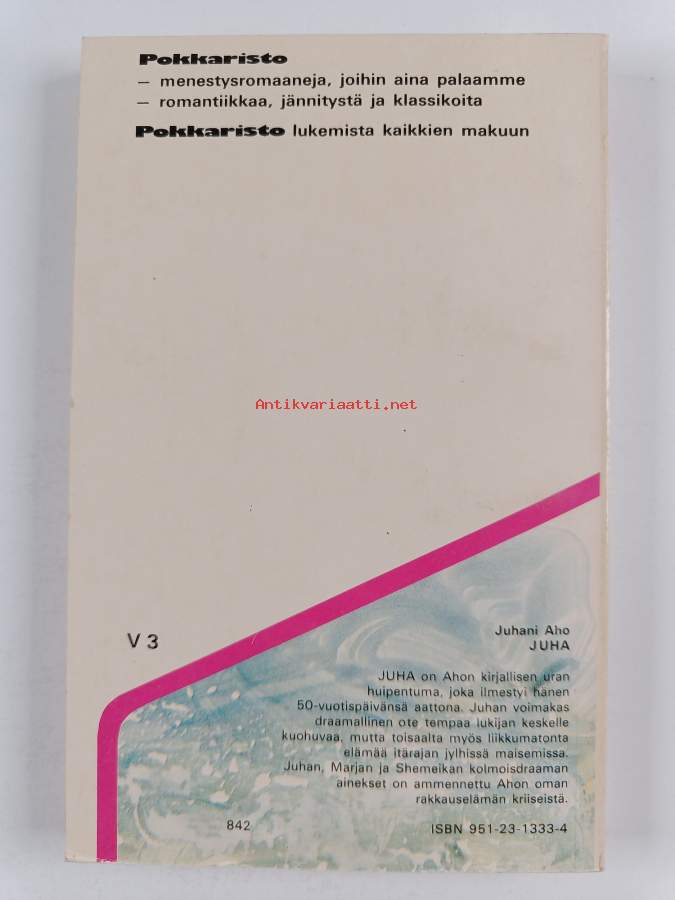 Pokkaristo
– menestysromaaneja, joihin aina palaamme
– romantiikkaa, jännitystä ja klassikoita
Pokkaristo lukemista kaikkien makuun
Antikvariaatti.net
V 3
Juhani Aho
JUHA
JUHA on Ahon kirjallisen uran
huipentuma, joka ilmestyi hänen
50-vuotispäivänsä aattona. Juhan voimakas
draamallinen ote tempaa lukijan keskelle
kuohuvaa, mutta toisaalta myös liikkumatonta
elämää itärajan jylhissä maisemissa.
Juhan, Marjan ja Shemeikan kolmoisdraaman
ainekset on ammennettu Ahon oman
rakkauselämän kriiseistä.
842
ISBN 951-23-1333-4